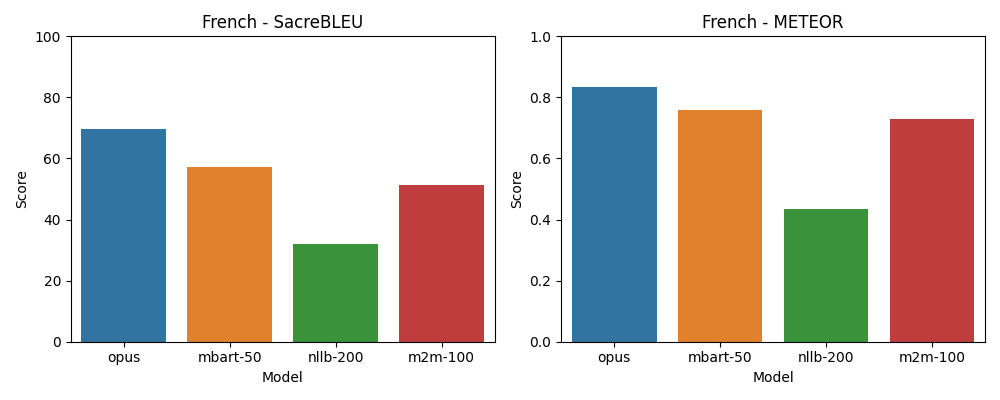 French - SacreBLEU
100
80
60
40
20
0
Score
opus mbart-50 nllb-200 m2m-100
Model
French - METEOR
1.0
0.8
0.6
0.4
0.2
0.0
Score
opus mbart-50 nllb-200 m2m-100
Model